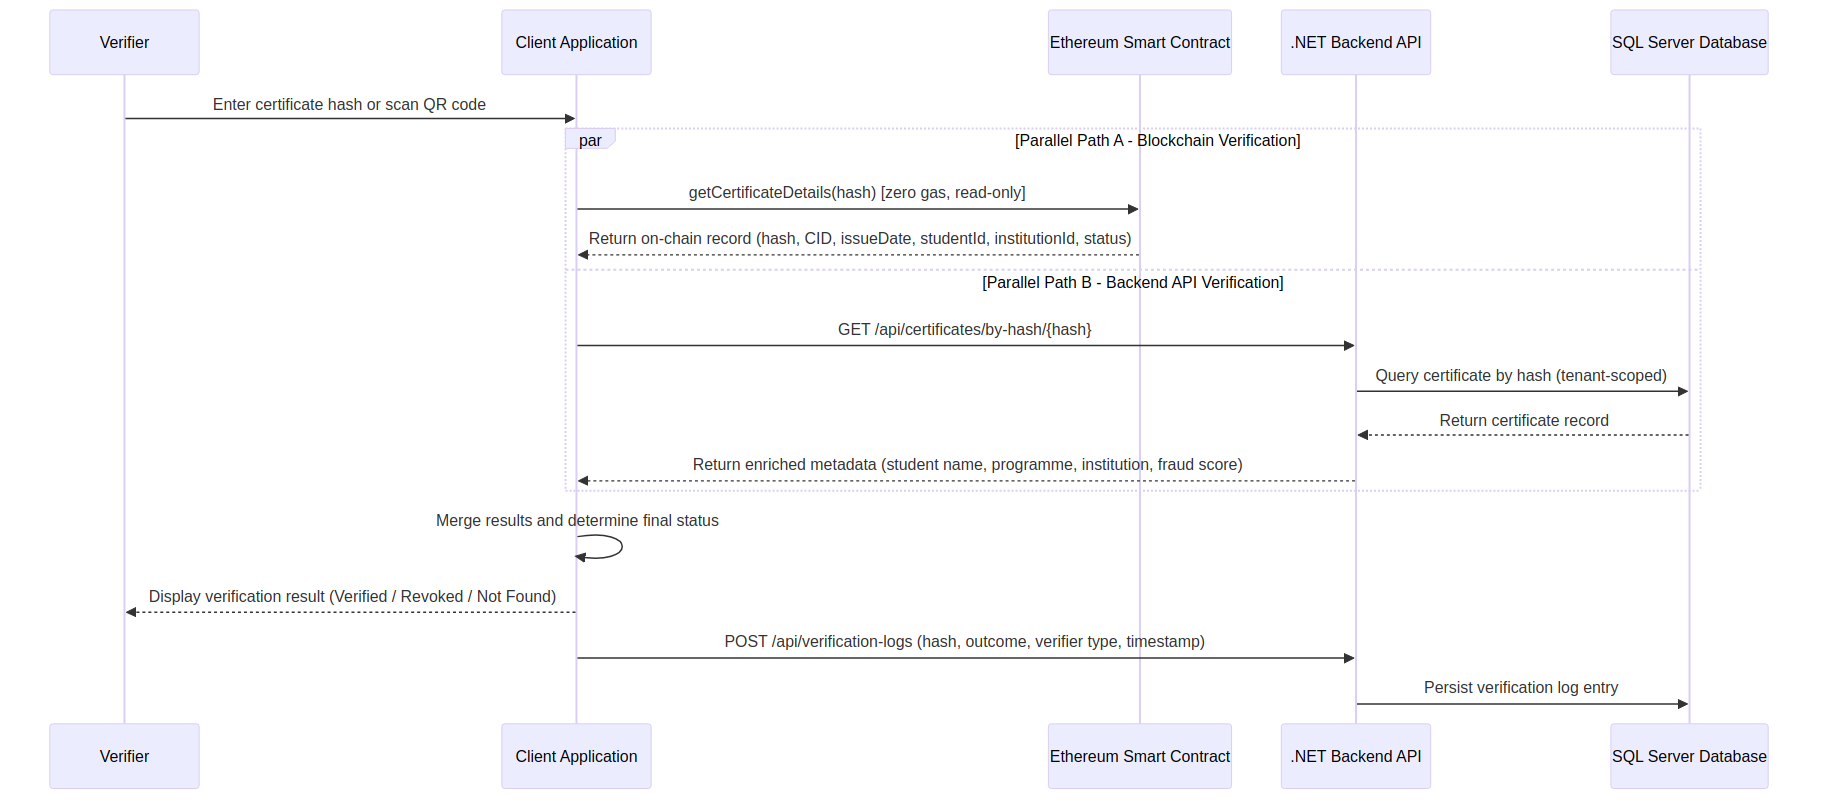 Verifier
Client Application
Ethereum Smart Contract
.NET Backend API
SQL Server Database
Enter certificate hash or scan QR code
par
[Parallel Path A - Blockchain Verification]
getCertificateDetails(hash) [zero gas, read-only]
Return on-chain record (hash, CID, issueDate, studentId, institutionId, status)
[Parallel Path B - Backend API Verification]
GET /api/certificates/by-hash/{hash}
Query certificate by hash (tenant-scoped)
Return certificate record
Return enriched metadata (student name, programme, institution, fraud score)
Merge results and determine final status
Display verification result (Verified / Revoked / Not Found)
POST /api/verification-logs (hash, outcome, verifier type, timestamp)
Persist verification log entry
Verifier
Client Application
Ethereum Smart Contract
.NET Backend API
SQL Server Database